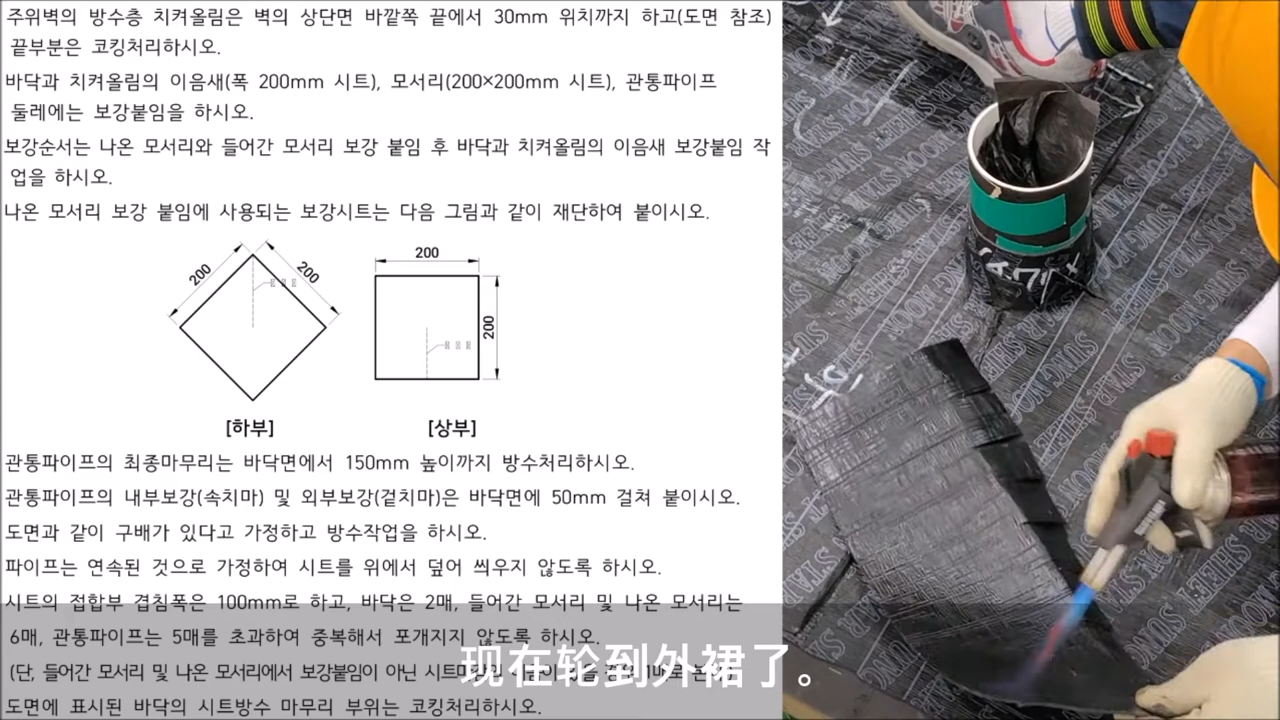 주위벽의 방수층 치켜올림은 벽의 상단면 바깥쪽 끝에서 30mm 위치까지 하고(도면 참조)
끝부분은 코킹처리하시오.
바닥과 치켜올림의 이음새(폭 200mm 시트), 모서리(200×200mm 시트), 관통파이프
둘레에는 보강붙임을 하시오.
보강순서는 나온 모서리와 들어간 모서리 보강 붙임 후 바닥과 치켜올림의 이음새 보강붙임 작
업을 하시오.
나온 모서리 보강 붙임에 사용되는 보강시트는 다음 그림과 같이 재단하여 붙이시오.
200 200
200
200
[하부] [상부]
관통파이프의 최종마무리는 바닥면에서 150mm 높이까지 방수처리하시오.
관통파이프의 내부보강(속치마) 및 외부보강(겉치마)은 바닥면에 50mm 걸쳐 붙이시오.
도면과 같이 구배가 있다고 가정하고 방수작업을 하시오.
파이프는 연속된 것으로 가정하여 시트를 위에서 덮어 씌우지 않도록 하시오.
시트의 접합부 겹침폭은 100mm로 하고, 바닥은 2매, 들어간 모서리 및 나온 모서리는
6매, 관통파이프는 5매를 초과하여 중복해서 포개지지 않도록 하시오.
(단, 들어간 모서리 및 나온 모서리에서 보강붙임이 아닌
现在轮到外裙了。
도면에 표시된 바닥의 시트방수 마무리 부위는 코킹처리하시오.
STAR SHEET
SUNG MOON